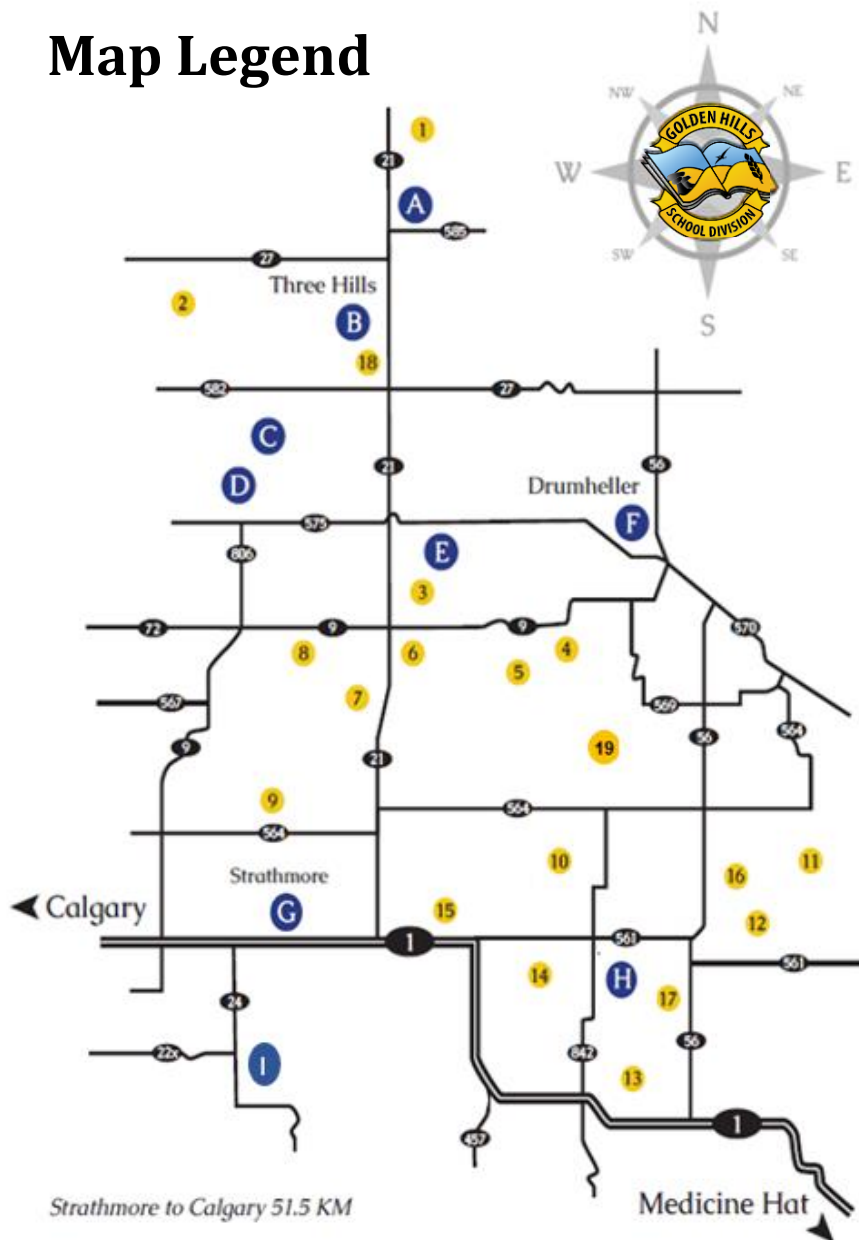 Map Legend
N
NW
NE
GOLDEN HILLS
W
E
SCHOOL DIVISION
SW
SE
S
1
21
A
585
27
Three Hills
2
B
18
582
27
C
21
56
D
Drumheller
575
F
806
E
3
72
9
9
570
8
6
4
5
7
567
569
9
56
564
19
21
9
564
564
10
11
Strathmore
16
Calgary
G
15
12
1
561
561
14
H
17
24
22x
I
842
56
13
1
457
Strathmore to Calgary 51.5 KM
Medicine Hat